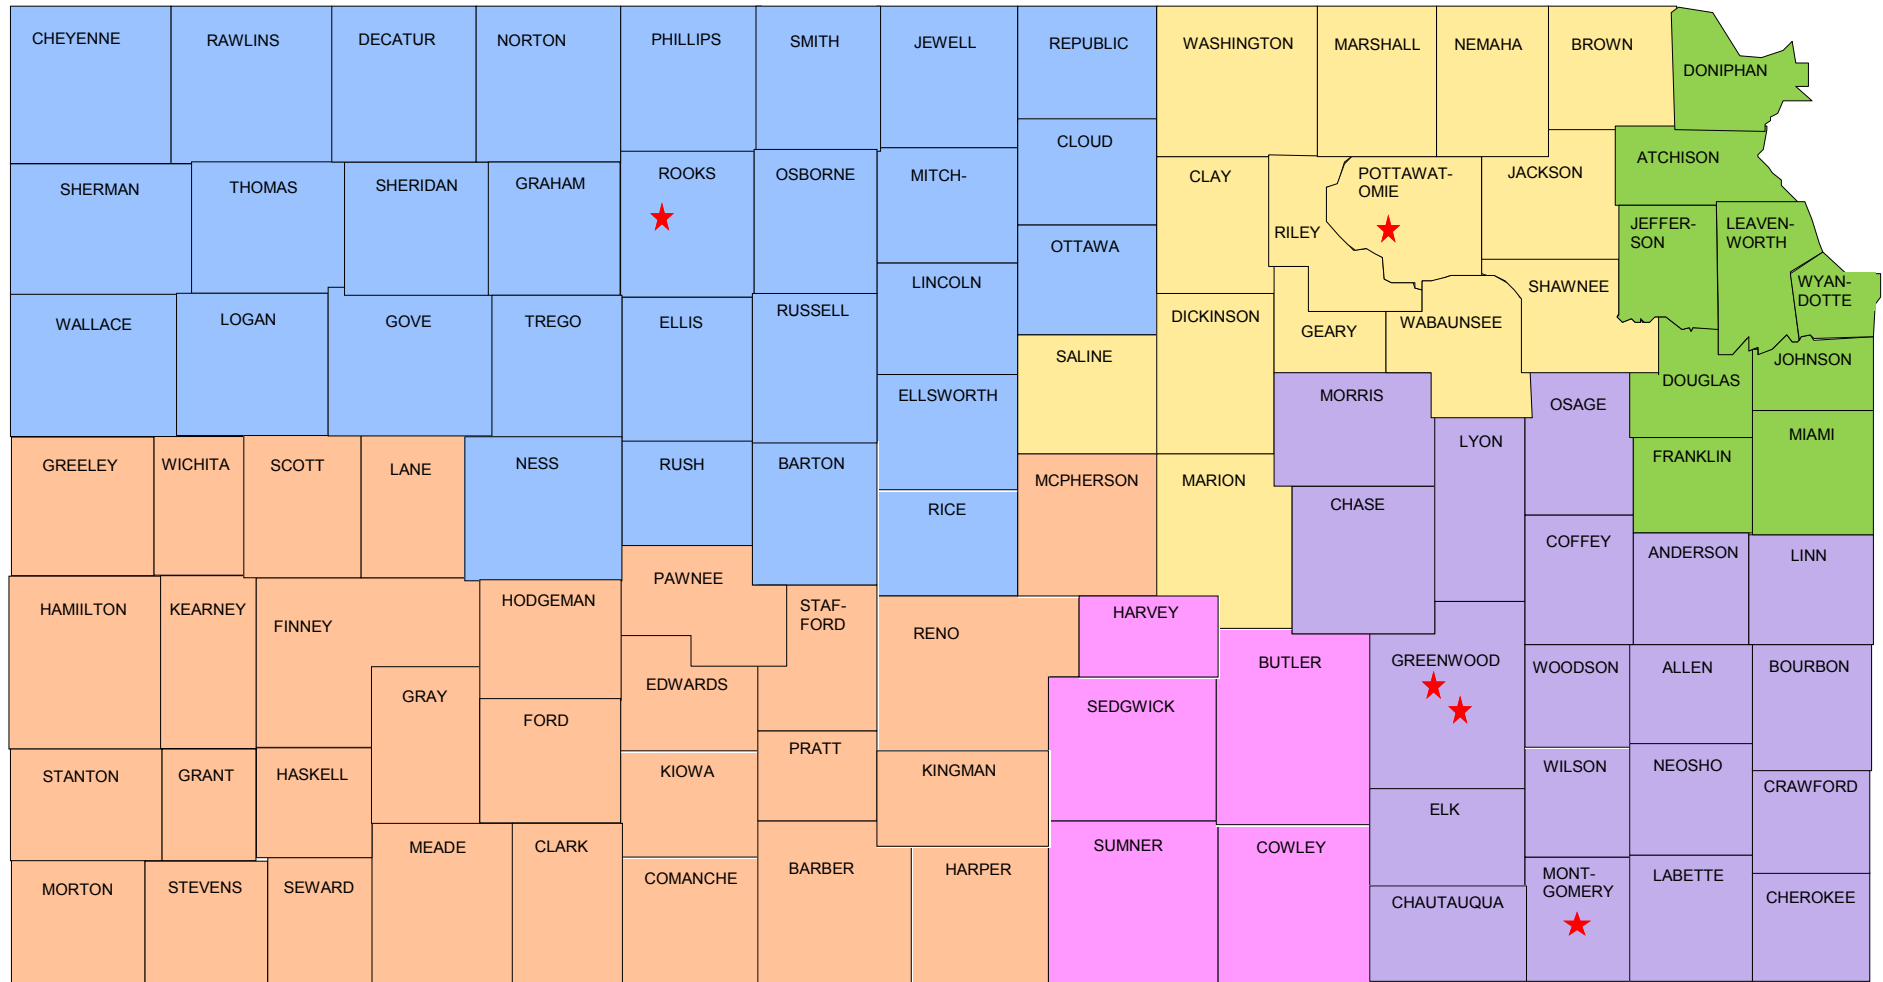 CHEYENNE
RAWLINS
DECATUR
NORTON
PHILLIPS
SMITH
JEWELL
REPUBLIC
WASHINGTON
MARSHALL
NEMAHA
BROWN
DONIPHAN
CLOUD
ATCHISON
SHERMAN
THOMAS
SHERIDAN
GRAHAM
ROOKS
OSBORNE
MITCH-
CLAY
POTTAWAT-
OMIE
JACKSON
RILEY
JEFFER-
SON
LEAVEN-
WORTH
OTTAWA
LINCOLN
SHAWNEE
WYAN-
DOTTE
WALLACE
LOGAN
GOVE
TREGO
ELLIS
RUSSELL
DICKINSON
GEARY
WABAUNSEE
SALINE
JOHNSON
DOUGLAS
ELLSWORTH
MORRIS
OSAGE
LYON
MIAMI
FRANKLIN
GREELEY
WICHITA
SCOTT
LANE
NESS
RUSH
BARTON
MCPHERSON
MARION
RICE
CHASE
COFFEY
ANDERSON
LINN
HAMIILTON
KEARNEY
FINNEY
HODGEMAN
PAWNEE
STAF-
FORD
RENO
HARVEY
BUTLER
GREENWOOD
WOODSON
ALLEN
BOURBON
GRAY
EDWARDS
FORD
SEDGWICK
PRATT
STANTON
GRANT
HASKELL
KIOWA
KINGMAN
WILSON
NEOSHO
CRAWFORD
ELK
MEADE
CLARK
BARBER
HARPER
SUMNER
COWLEY
MORTON
STEVENS
SEWARD
COMANCHE
CHAUTAUQUA
MONT-
GOMERY
LABETTE
CHEROKEE